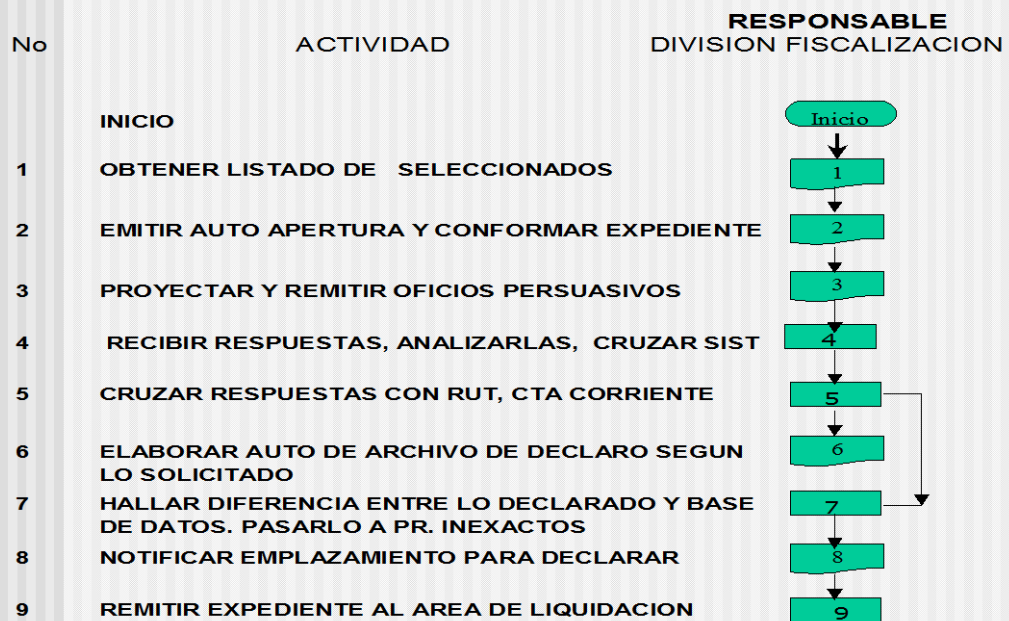 RESPONSABLE
No ACTIVIDAD DIVISION FISCALIZACION
INICIO Inicio
1 OBTENER LISTADO DE SELECCIONADOS 1
2 EMITIR AUTO APERTURA Y CONFORMAR EXPEDIENTE 2
3 PROYECTAR Y REMITIR OFICIOS PERSUASIVOS 3
4 RECIBIR RESPUESTAS, ANALIZARLAS, CRUZAR SIST 4
5 CRUZAR RESPUESTAS CON RUT, CTA CORRIENTE 5
6 ELABORAR AUTO DE ARCHIVO DE DECLARO SEGUN 6
LO SOLICITADO
7 HALLAR DIFERENCIA ENTRE LO DECLARADO Y BASE 7
DE DATOS. PASARLO A PR. INEXACTOS
8 NOTIFICAR EMPLAZAMIENTO PARA DECLARAR 8
9 REMITIR EXPEDIENTE AL AREA DE LIQUIDACION 9